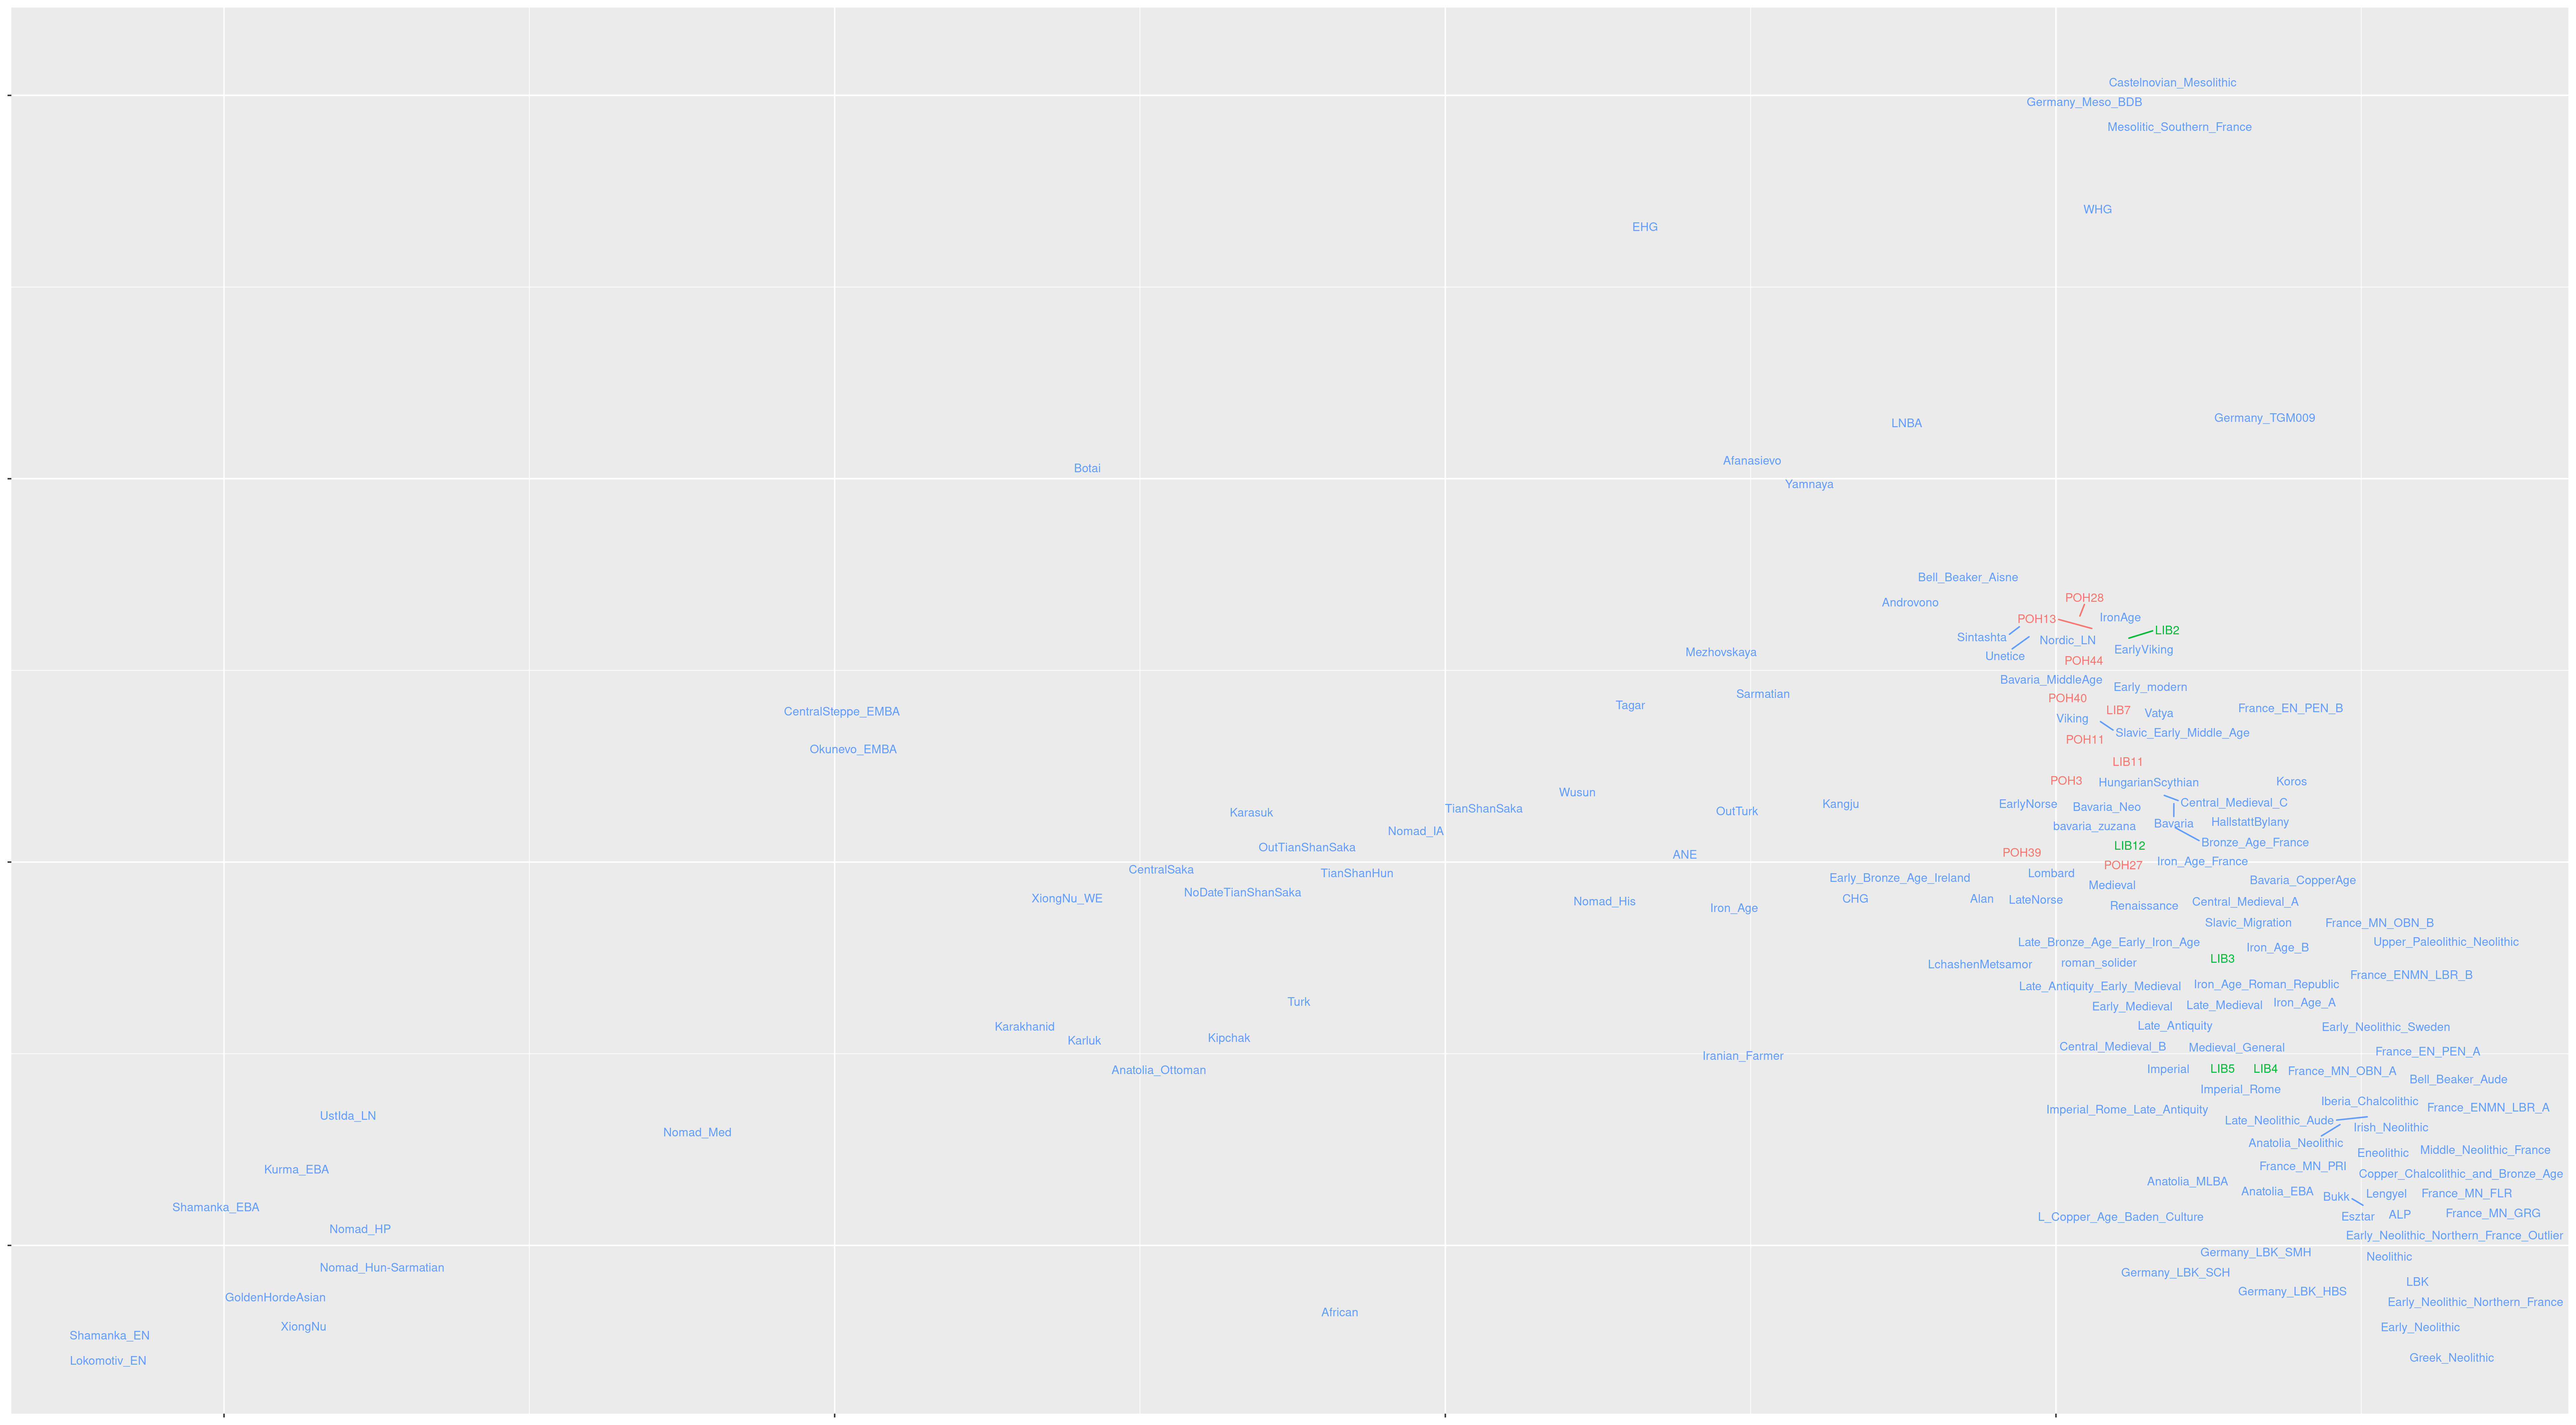 Castelnovian_Mesolithic
Germany_Meso_BDB
Mesolitic_Southern_France
WHG
EHG
Germany_TGM009
LNBA
Afanasievo
Botai
Yamnaya
Bell_Beaker_Aisne
POH28
Androvono
IronAge
POH13
LIB2
Sintashta
Nordic_LN
EarlyViking
Mezhovskaya
Unetice
POH44
Bavaria_MiddleAge
Early_modern
Sarmatian
POH40
Tagar
France_EN_PEN_B
LIB7
CentralSteppe_EMBA
Vatya
Viking
Slavic_Early_Middle_Age
POH11
Okunevo_EMBA
LIB11
POH3
HungarianScythian
Koros
Wusun
Central_Medieval_C
EarlyNorse
Kangju
Bavaria_Neo
TianShanSaka
OutTurk
Karasuk
HallstattBylany
Bavaria
bavaria_zuzana
Nomad_IA
Bronze_Age_France
LIB12
OutTianShanSaka
POH39
ANE
Iron_Age_France
POH27
CentralSaka
TianShanHun
Lombard
Early_Bronze_Age_Ireland
Bavaria_CopperAge
Medieval
NoDateTianShanSaka
XiongNu_WE
CHG
Alan
LateNorse
Nomad_His
Central_Medieval_A
Renaissance
Iron_Age
Slavic_Migration
France_MN_OBN_B
Late_Bronze_Age_Early_Iron_Age
Upper_Paleolithic_Neolithic
Iron_Age_B
LIB3
roman_solider
LchashenMetsamor
France_ENMN_LBR_B
Iron_Age_Roman_Republic
Late_Antiquity_Early_Medieval
Turk
Iron_Age_A
Late_Medieval
Early_Medieval
Late_Antiquity
Karakhanid
Early_Neolithic_Sweden
Kipchak
Karluk
Central_Medieval_B
Medieval_General
France_EN_PEN_A
Iranian_Farmer
Anatolia_Ottoman
Imperial
LIB5
LIB4
France_MN_OBN_A
Bell_Beaker_Aude
Imperial_Rome
Iberia_Chalcolithic
France_ENMN_LBR_A
Imperial_Rome_Late_Antiquity
UstIda_LN
Late_Neolithic_Aude
Irish_Neolithic
Nomad_Med
Anatolia_Neolithic
Middle_Neolithic_France
Eneolithic
France_MN_PRI
Kurma_EBA
Copper_Chalcolithic_and_Bronze_Age
Anatolia_MLBA
Anatolia_EBA
Lengyel
France_MN_FLR
Bukk
Shamanka_EBA
France_MN_GRG
ALP
Esztar
L_Copper_Age_Baden_Culture
Nomad_HP
Early_Neolithic_Northern_France_Outlier
Germany_LBK_SMH
Neolithic
Nomad_Hun-Sarmatian
Germany_LBK_SCH
LBK
Germany_LBK_HBS
GoldenHordeAsian
Early_Neolithic_Northern_France
African
XiongNu
Early_Neolithic
Shamanka_EN
Greek_Neolithic
Lokomotiv_EN